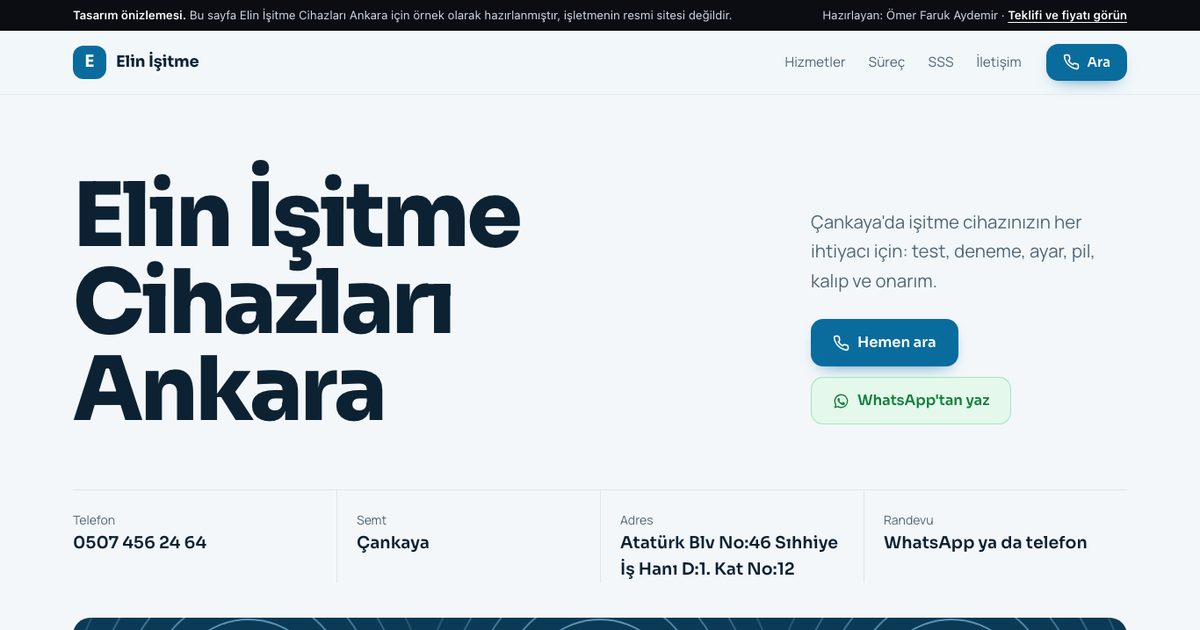 Tasarım önizlemesi. Bu sayfa Elin İşitme Cihazları Ankara için örnek olarak hazırlanmıştır, işletmenin resmi sitesi değildir.
Hazırlayan: Ömer Faruk Aydemir · Teklifi ve fiyatı görün
E
Elin İşitme
Hizmetler
Süreç
SSS
İletişim
Ara
Elin İşitme
Cihazları
Ankara
Çankaya'da işitme cihazınızın her
ihtiyacı için: test, deneme, ayar, pil,
kalıp ve onarım.
Hemen ara
WhatsApp'tan yaz
Telefon
0507 456 24 64
Semt
Çankaya
Adres
Atatürk Blv No:46 Sıhhiye
İş Hanı D:1. Kat No:12
Randevu
WhatsApp ya da telefon